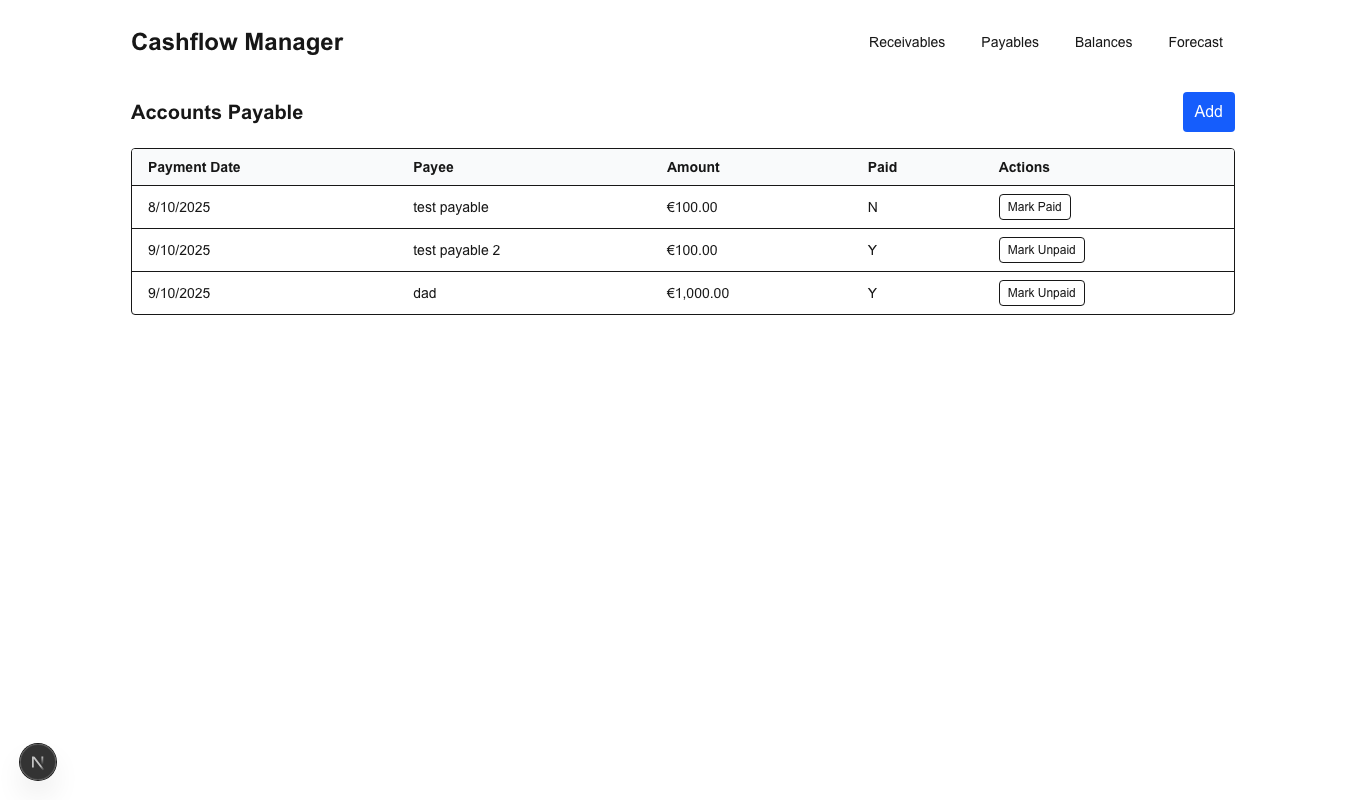 Cashflow Manager Receivables Payables Balances Forecast
Accounts Payable Add
Payment Date Payee Amount Paid Actions
8/10/2025 test payable €100.00 N Mark Paid
9/10/2025 test payable 2 €100.00 Y Mark Unpaid
9/10/2025 dad €1,000.00 Y Mark Unpaid
N